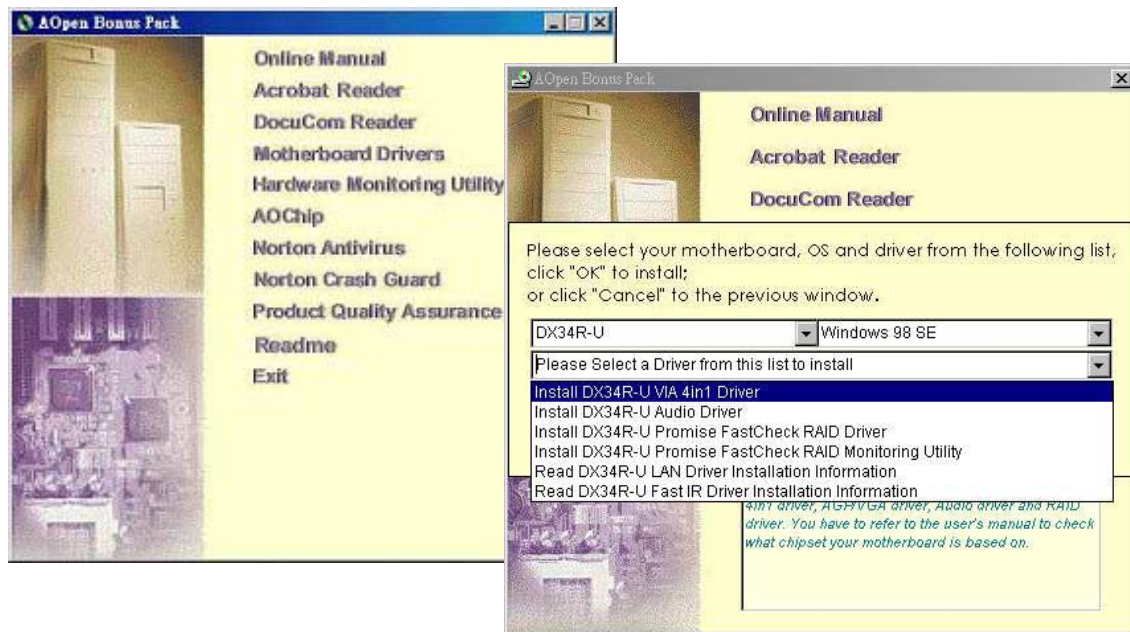 AOpen Bonus Pack
Online Manual
Acrobat Reader
DocuCom Reader
Motherboard Drivers
Hardware Monitoring Utility
AOChip
Norton Antivirus
Norton Crash Guard
Product Quality Assurance
Readme
Exit
AOpen Bonus Pack
Online Manual
Acrobat Reader
DocuCom Reader
Please select your motherboard, OS and driver from the following list,
click "OK" to install;
or click "Cancel" to the previous window.
DX34R-U
Windows 98 SE
Please Select a Driver from this list to install
Install DX34R-U VIA 4in1 Driver
Install DX34R-U Audio Driver
Install DX34R-U Promise FastCheck RAID Driver
Install DX34R-U Promise FastCheck RAID Monitoring Utility
Read DX34R-U LAN Driver Installation Information
Read DX34R-U Fast IR Driver Installation Information
4in1 driver, AGP/VGA driver, Audio driver and RAID
driver. You have to refer to the user's manual to check
what chipset your motherboard is based on.